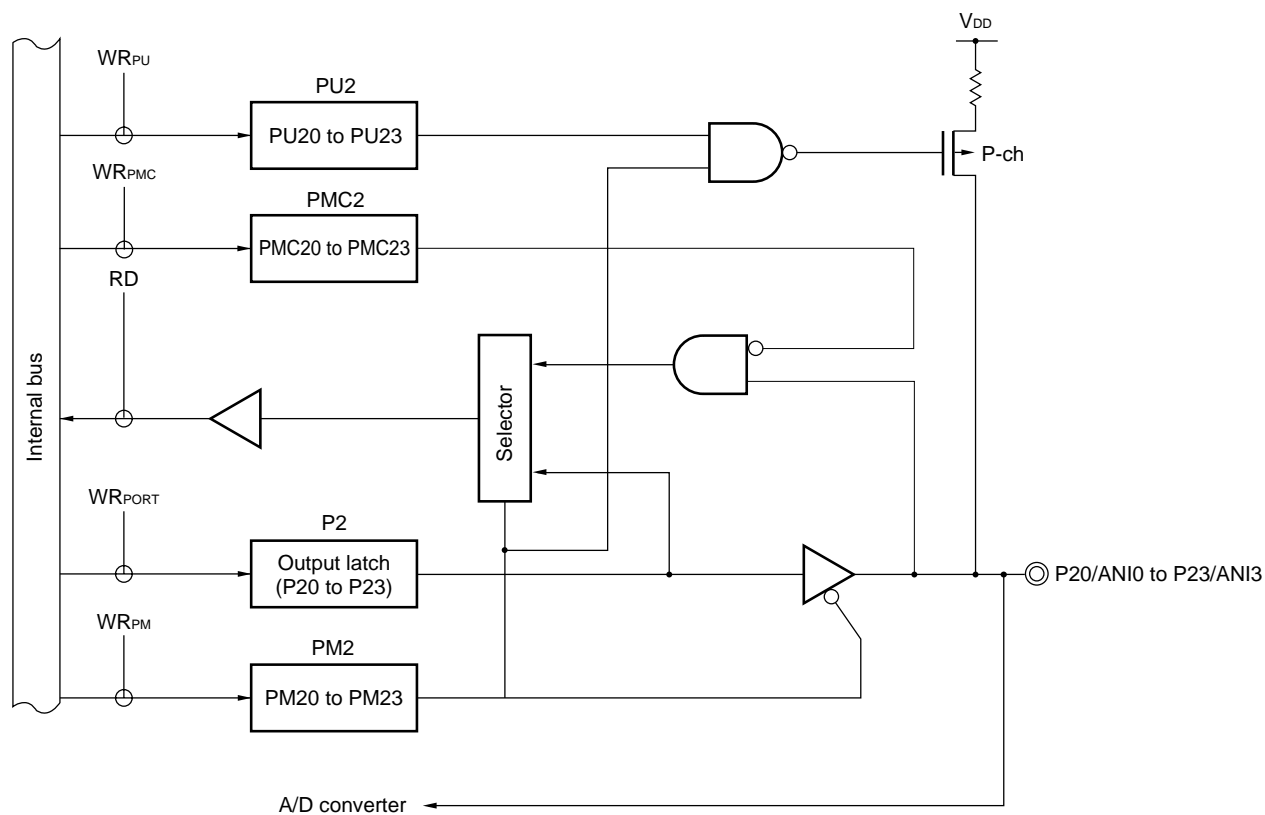 VDD
WRPU
PU2
PU20 to PU23
P-ch
WRPMC
PMC2
PMC20 to PMC23
RD
Internal bus
Selector
WRPORT
P2
Output latch
(P20 to P23)
P20/ANI0 to P23/ANI3
WRPM
PM2
PM20 to PM23
A/D converter